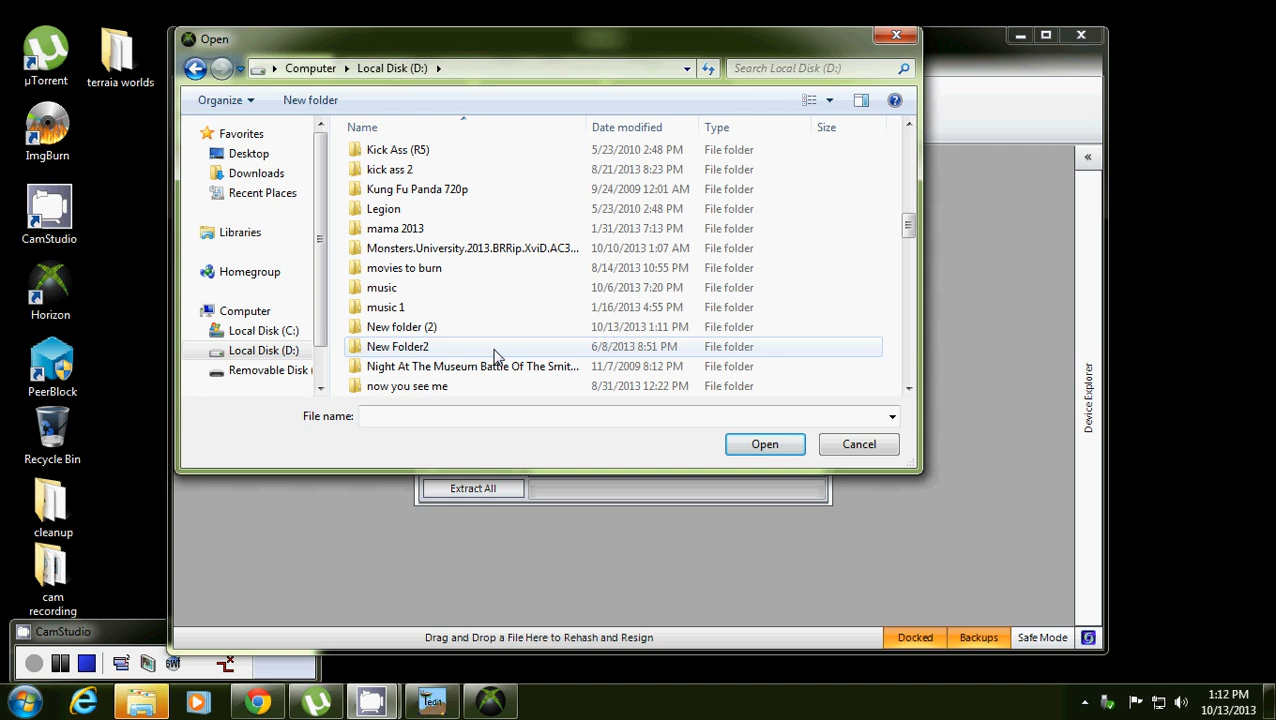 Open
Computer
Local Disk (D:)
Search Local Disk (D:)
Organize
New folder
Name
Date modified
Type
Size
Favorites
Desktop
Downloads
Recent Places
Libraries
Homegroup
Computer
Local Disk (C:)
Local Disk (D:)
Removable Disk
Kick Ass (R5) 5/23/2010 2:48 PM File folder
kick ass 2 8/21/2013 8:23 PM File folder
Kung Fu Panda 720p 9/24/2009 12:01 AM File folder
Legion 5/23/2010 2:48 PM File folder
mama 2013 1/31/2013 7:13 PM File folder
Monsters.University.2013.BRRip.XviD.AC3... 10/10/2013 1:07 AM File folder
movies to burn 8/14/2013 10:55 PM File folder
music 10/6/2013 7:20 PM File folder
music 1 1/16/2013 4:55 PM File folder
New folder (2) 10/13/2013 1:11 PM File folder
New Folder2 6/8/2013 8:51 PM File folder
Night At The Museum Battle Of The Smit... 11/7/2009 8:12 PM File folder
now you see me 8/31/2013 12:22 PM File folder
File name:
Open
Cancel
Extract All
Device Explorer
Drag and Drop a File Here to Rehash and Resign
Docked
Backups
Safe Mode
µTorrent
terraia worlds
ImgBurn
CamStudio
Horizon
PeerBlock
Recycle Bin
cleanup
cam
recording
CamStudio
1:12 PM
10/13/2013